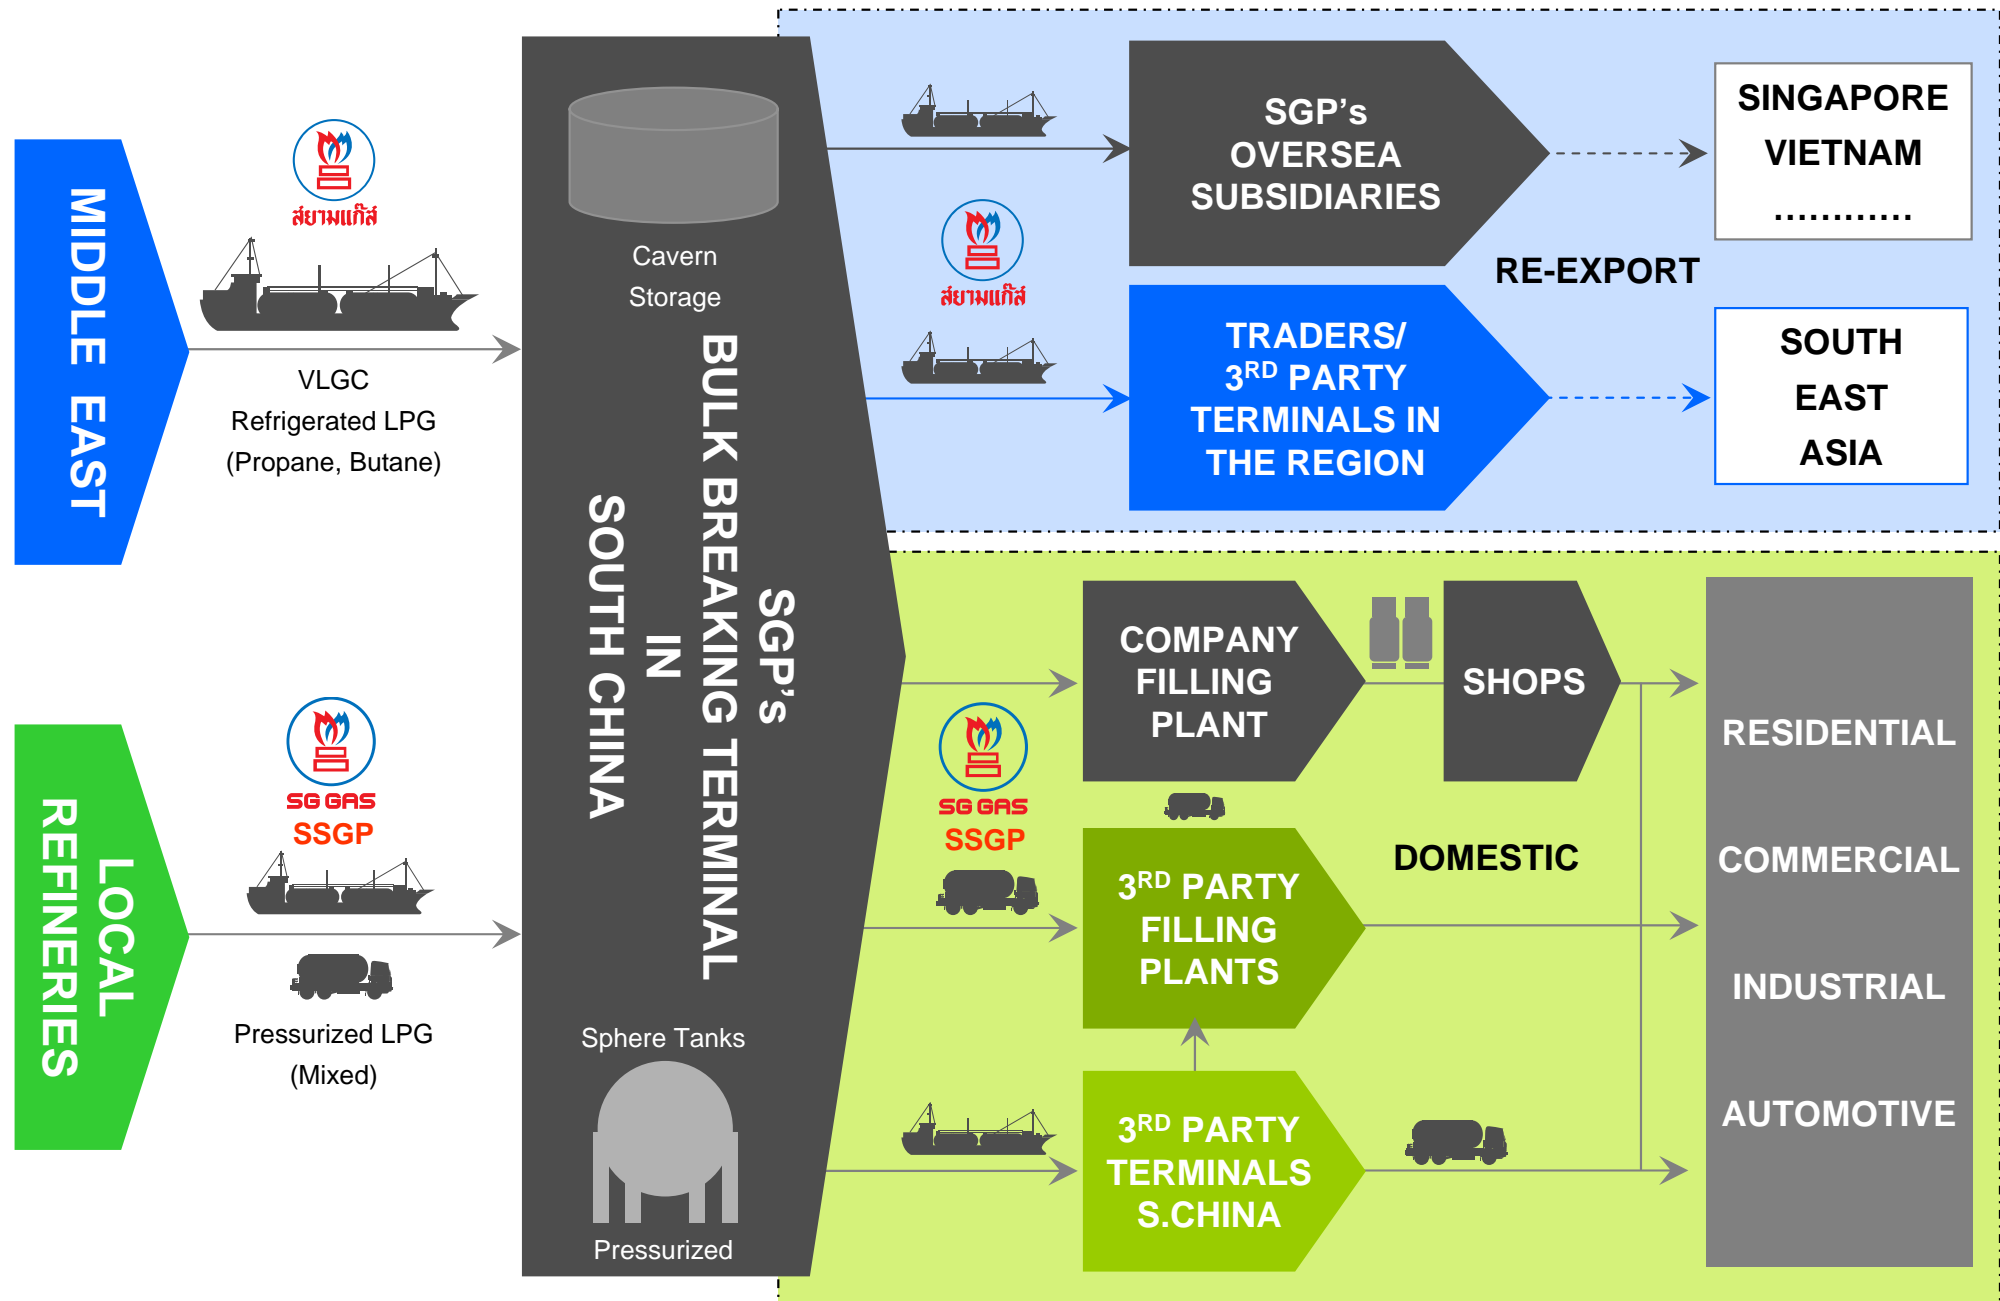 MIDDLE EAST
สยามแก๊ส
VLGC
Refrigerated LPG
(Propane, Butane)
LOCAL
REFINERIES
SG GAS
SSGP
Pressurized LPG
(Mixed)
Cavern
Storage
SGP's
BULK BREAKING TERMINAL
IN
SOUTH CHINA
Sphere Tanks
Pressurized
สยามแก๊ส
SGP's
OVERSEA
SUBSIDIARIES
SINGAPORE
VIETNAM
............
RE-EXPORT
TRADERS/
3RD PARTY
TERMINALS IN
THE REGION
SOUTH
EAST
ASIA
SG GAS
SSGP
COMPANY
FILLING
PLANT
SHOPS
DOMESTIC
3RD PARTY
FILLING
PLANTS
3RD PARTY
TERMINALS
S.CHINA
RESIDENTIAL
COMMERCIAL
INDUSTRIAL
AUTOMOTIVE